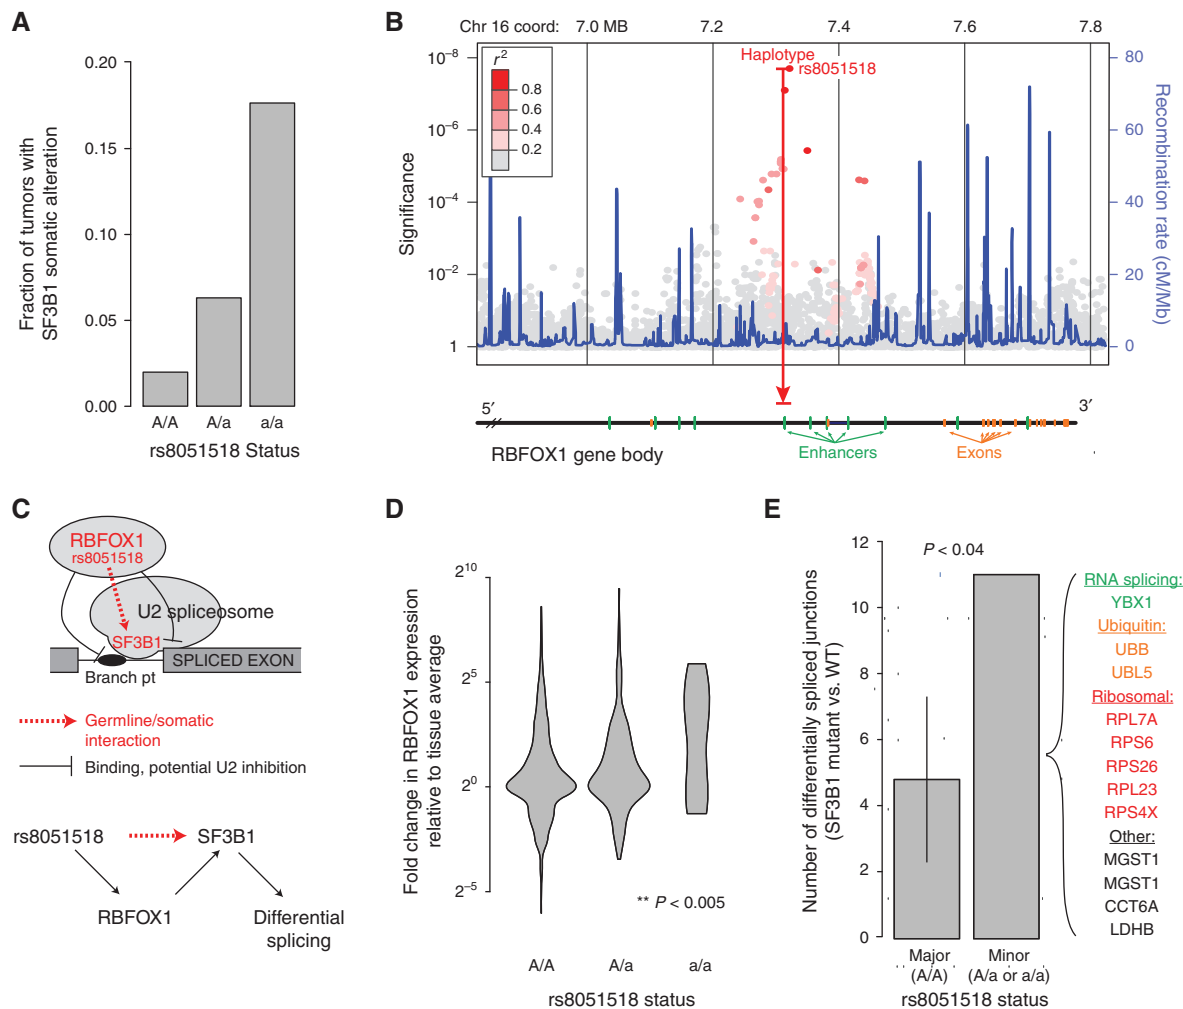 A
0.20
0.15
0.10
0.05
0.00
Fraction of tumors with
SF3B1 somatic alteration
A/A A/a a/a
rs8051518 Status
B
Chr 16 coord: 7.0 MB 7.2 7.4 7.6 7.8
10⁻⁸
10⁻⁶
10⁻⁴
10⁻²
1
Significance
r²
0.8
0.6
0.4
0.2
Haplotype
rs8051518
80
60
40
20
0
Recombination rate (cM/Mb)
5′ 3′
RBFOX1 gene body
Enhancers
Exons
C
RBFOX1
rs8051518
U2 spliceosome
SF3B1
SPLICED EXON
Branch pt
Germline/somatic
interaction
Binding, potential U2 inhibition
rs8051518 SF3B1
RBFOX1
Differential
splicing
D
Fold change in RBFOX1 expression
relative to tissue average
2¹⁰
2⁵
2⁰
2⁻⁵
** P < 0.005
A/A A/a a/a
rs8051518 status
E
Number of differentially spliced junctions
(SF3B1 mutant vs. WT)
12
10
8
6
4
2
0
P < 0.04
Major
(A/A)
Minor
(A/a or a/a)
rs8051518 status
RNA splicing:
YBX1
Ubiquitin:
UBB
UBL5
Ribosomal:
RPL7A
RPS6
RPS26
RPL23
RPS4X
Other:
MGST1
MGST1
CCT6A
LDHB